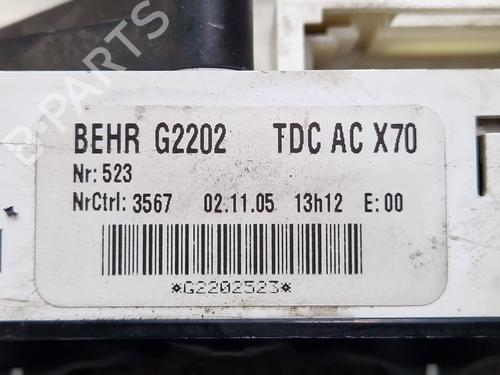 BEHR G2202 TDC AC X70
Nr: 523
NrCtrl: 3567 02.11.05 13h12 E: 00
*G2202523*
B-PARTS